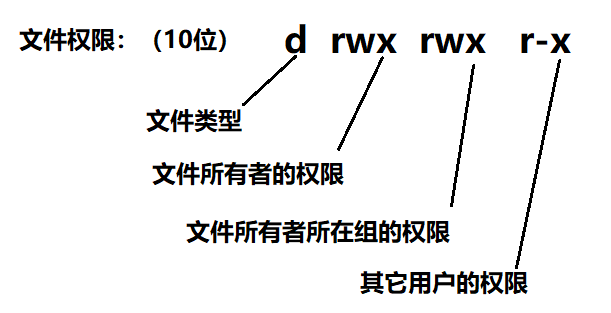 文件权限：（10位） d rwx rwx r-x
文件类型
文件所有者的权限
文件所有者所在组的权限
其它用户的权限